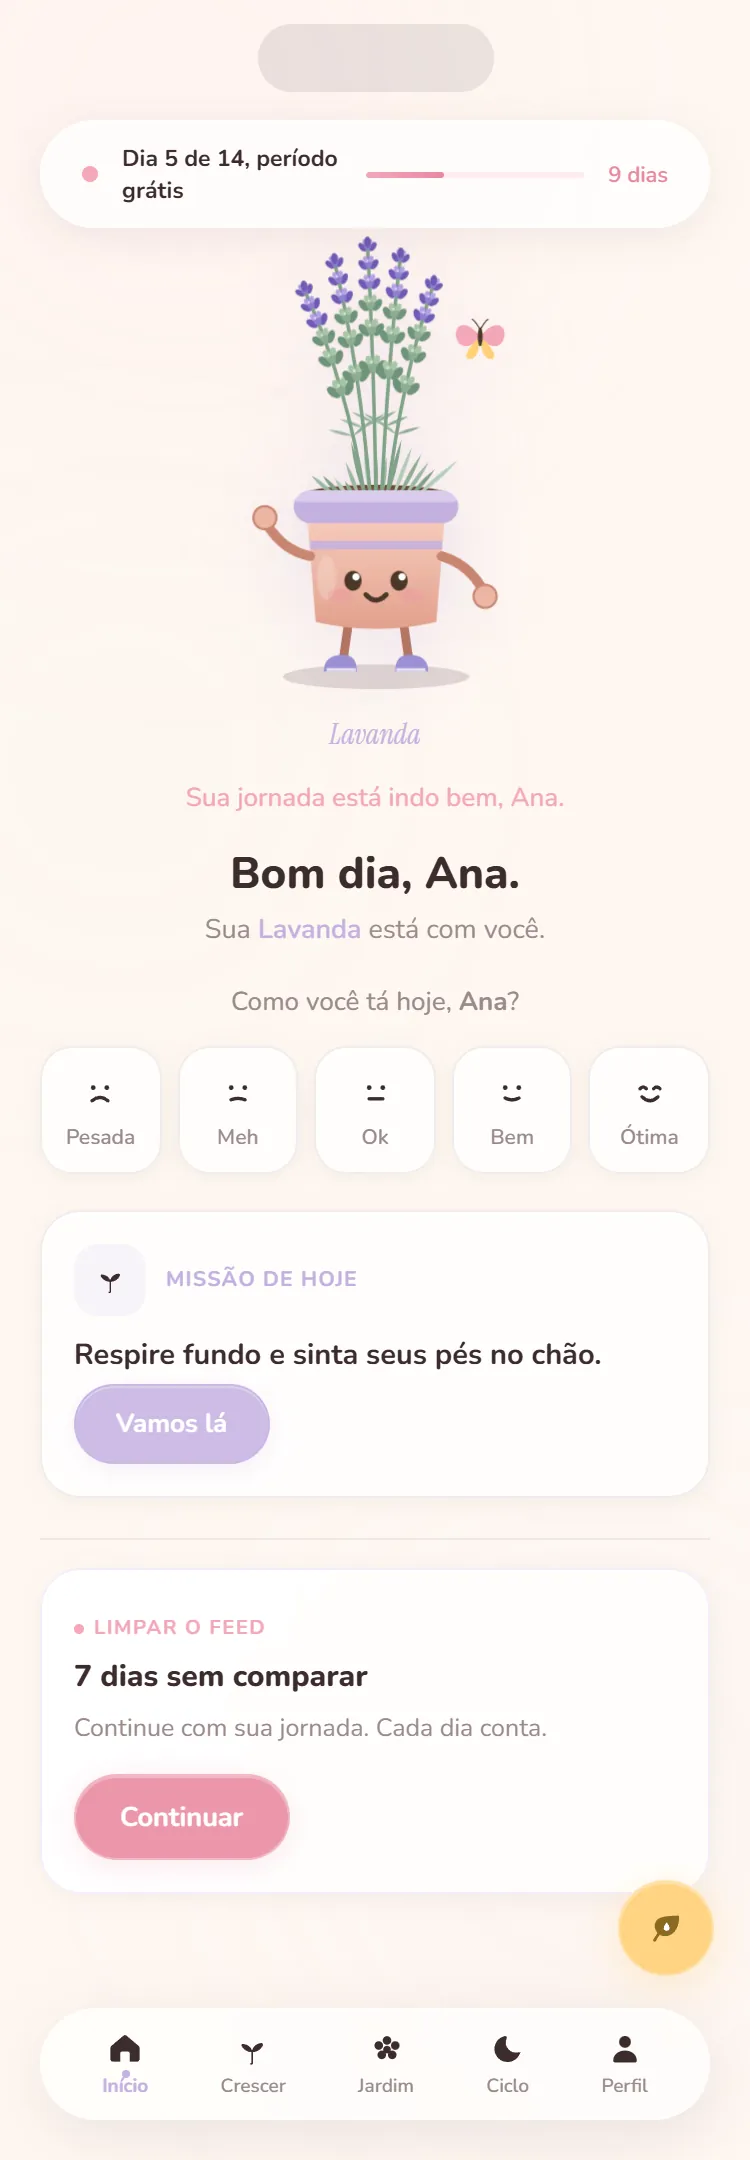 Dia 5 de 14, período
grátis
9 dias
Lavanda
Sua jornada está indo bem, Ana.
Bom dia, Ana.
Sua Lavanda está com você.
Como você tá hoje, Ana?
Pesada Meh Ok Bem Ótima
MISSÃO DE HOJE
Respire fundo e sinta seus pés no chão.
Vamos lá
LIMPAR O FEED
7 dias sem comparar
Continue com sua jornada. Cada dia conta.
Continuar
Início Crescer Jardim Ciclo Perfil